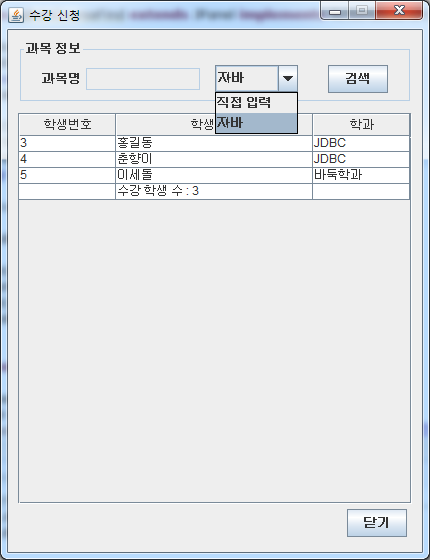 수강 신청
과목 정보
과목명 자바 검색
직접 입력
자바
학생번호 학생 학과
3 홍길동 JDBC
4 춘향이 JDBC
5 이세돌 바둑학과
수강 학생 수 : 3
닫기